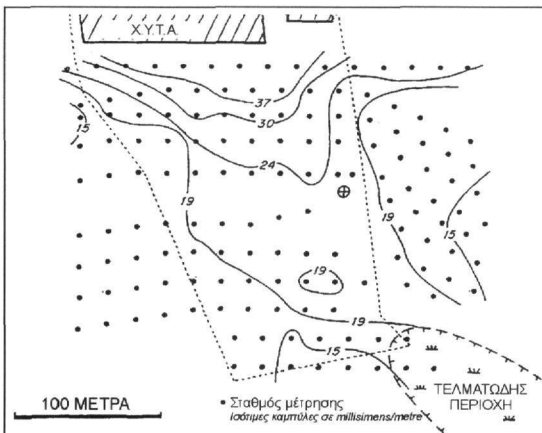 Χ.Υ.Τ.Α.
37
30
15
24
19
19
15
19
19
15
100 ΜΕΤΡΑ
• Σταθμός μέτρησης
Ισότιμες καμπύλες σε millisimens/metre
ΤΕΛΜΑΤΩΔΗΣ
ΠΕΡΙΟΧΗ